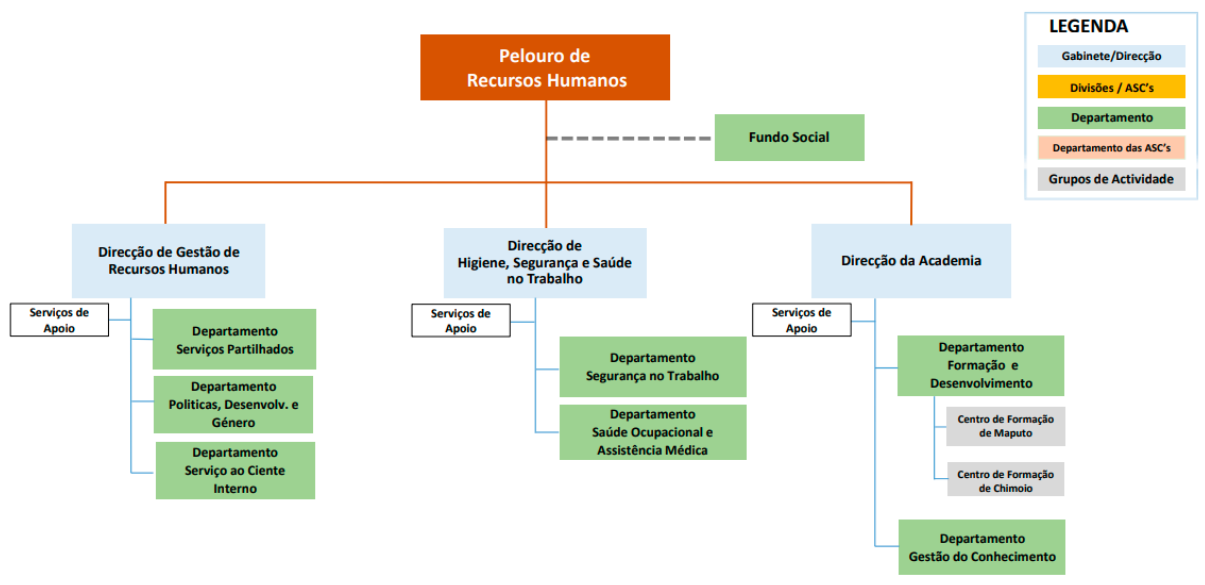 Pelouro de
Recursos Humanos
Fundo Social
LEGENDA
Gabinete/Direcção
Divisões / ASC's
Departamento
Departamento das ASC's
Grupos de Actividade
Direcção de Gestão de
Recursos Humanos
Serviços de
Apoio
Departamento
Serviços Partilhados
Departamento
Politicas, Desenvolv. e
Género
Departamento
Serviço ao Ciente
Interno
Direcção de
Higiene, Segurança e Saúde
no Trabalho
Serviços de
Apoio
Departamento
Segurança no Trabalho
Departamento
Saúde Ocupacional e
Assistência Médica
Direcção da Academia
Serviços de
Apoio
Departamento
Formação e
Desenvolvimento
Centro de Formação
de Maputo
Centro de Formação
de Chimoio
Departamento
Gestão do Conhecimento